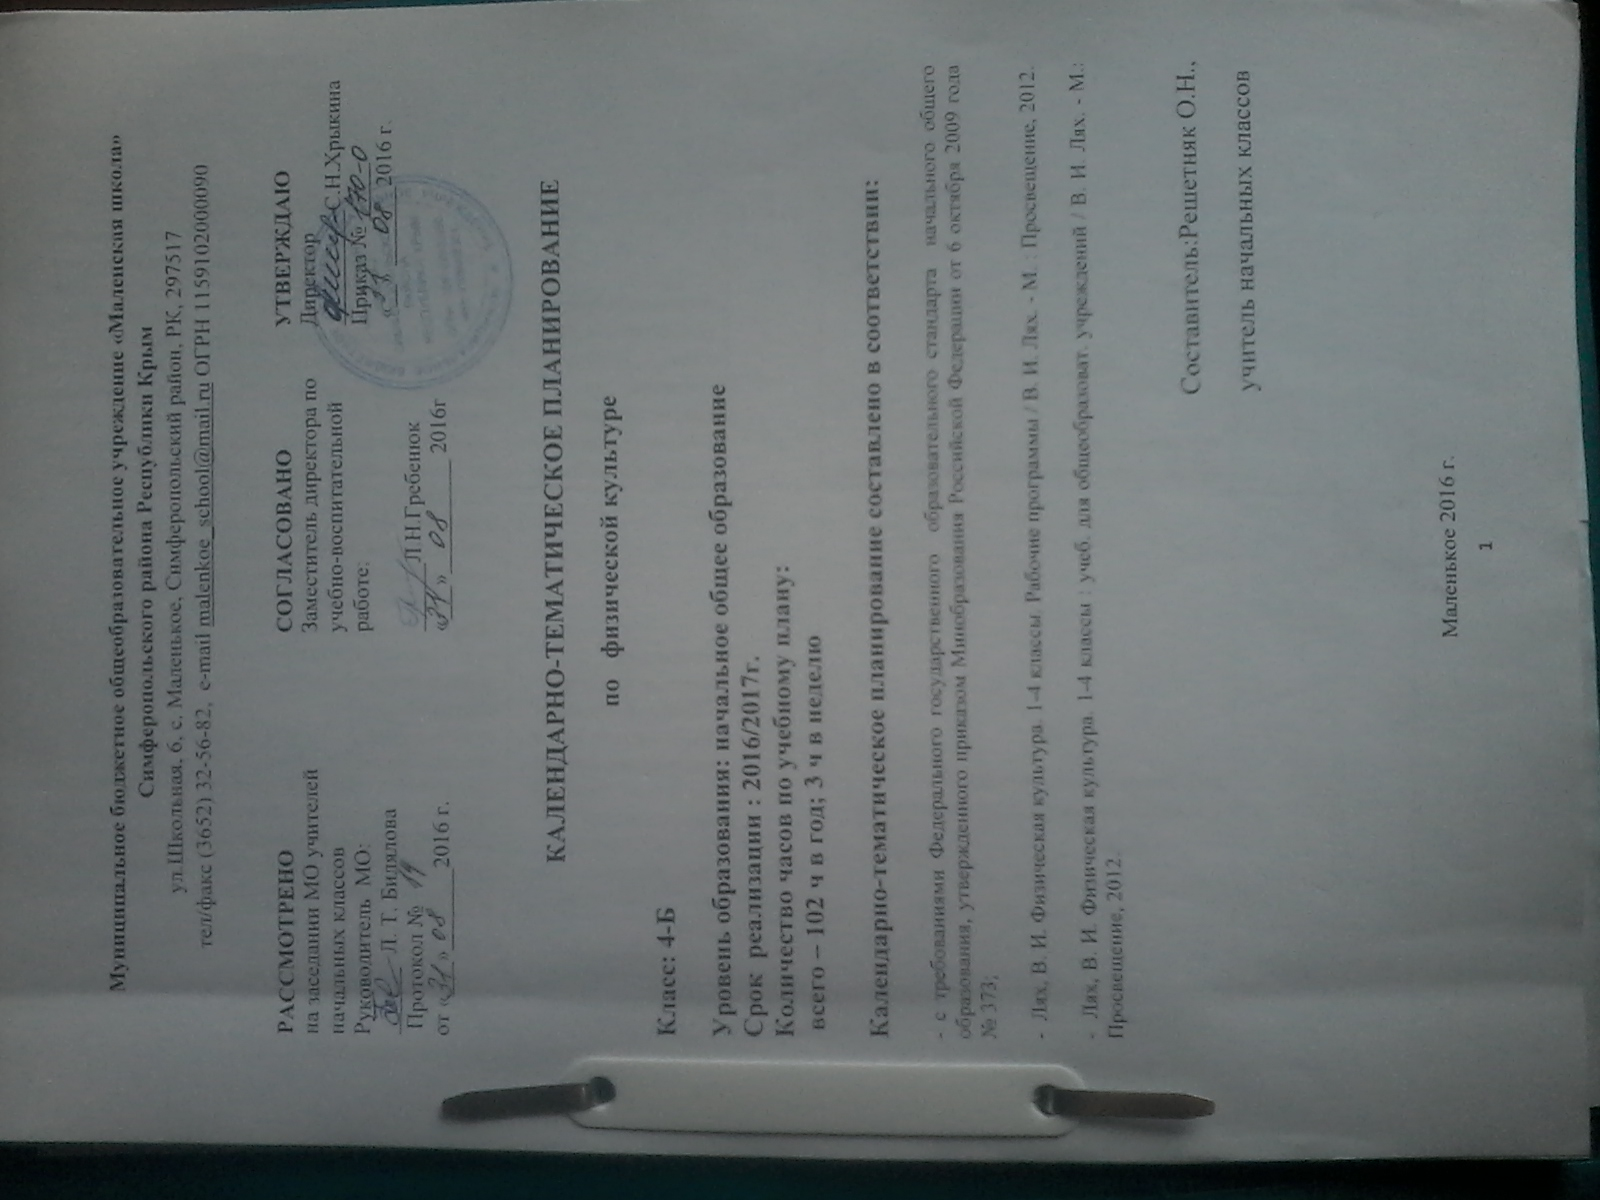 Муниципальное бюджетное общеобразовательное учреждение «Маленская школа»
Симферопольского района Республики Крым
ул.Школьная, 6, с. Маленькое, Симферопольский район, РК, 297517
тел/факс (3652) 32-56-82, e-mail malenkoe_school@mail.ru ОГРН 1159102000090
РАССМОТРЕНО
на заседании МО учителей
начальных классов
Руководитель МО:
Л. Т. Билялова
Протокол №
от «31» 08 2016 г.
СОГЛАСОВАНО
Заместитель директора по
учебно-воспитательной
работе:
Л.Н.Гребенюк
«31» 08 2016г
УТВЕРЖДАЮ
Директор
С.Н.Хрыкина
Приказ № 170-О
08 2016 г.
КАЛЕНДАРНО-ТЕМАТИЧЕСКОЕ ПЛАНИРОВАНИЕ
по физической культуре
Класс: 4-Б
Уровень образования: начальное общее образование
Срок реализации : 2016/2017г.
Количество часов по учебному плану:
всего – 102 ч в год; 3 ч в неделю
Календарно-тематическое планирование составлено в соответствии:
- с требованиями Федерального государственного образовательного стандарта начального общего
образования, утвержденного приказом Минобразования Российской Федерации от 6 октября 2009 года
№ 373;
- Лях, В. И. Физическая культура. 1-4 классы. Рабочие программы / В. И. Лях. - М. : Просвещение, 2012.
- Лях, В. И. Физическая культура. 1-4 классы : учеб. для общеобразоват. учреждений / В. И. Лях. - М.:
Просвещение, 2012.
Составитель:Решетняк О.Н.,
учитель начальных классов
Маленькое 2016 г.
1